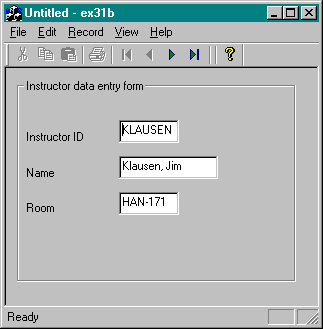 Untitled - ex31b
File Edit Record View Help
?
Instructor data entry form
Instructor ID KLAUSEN
Name Klausen, Jim
Room HAN-171
Ready